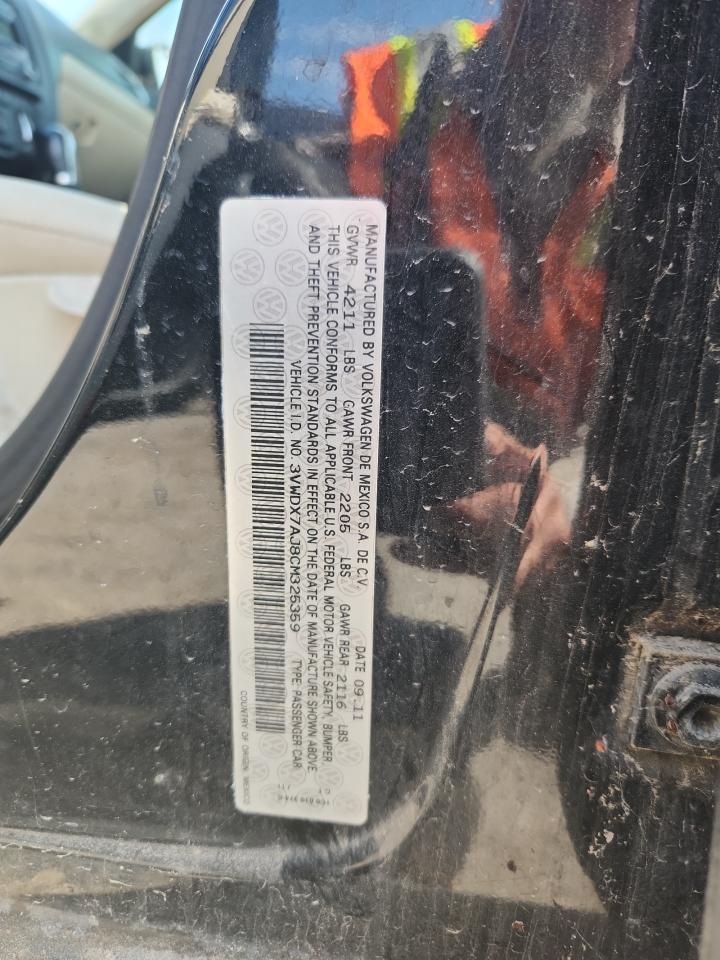 MANUFACTURED BY VOLKSWAGEN DE MEXICO S.A. DE C.V. DATE 09.11
GVWR 4211 LBS GAWR FRONT 2205 LBS GAWR REAR 2116 LBS
THIS VEHICLE CONFORMS TO ALL APPLICABLE U.S. FEDERAL MOTOR VEHICLE SAFETY, BUMPER
AND THEFT PREVENTION STANDARDS IN EFFECT ON THE DATE OF MANUFACTURE SHOWN ABOVE
VEHICLE I.D. NO. 3VWDX7AJ8CM325359 TYPE: PASSENGER CAR
COUNTRY OF ORIGIN: MEXICO